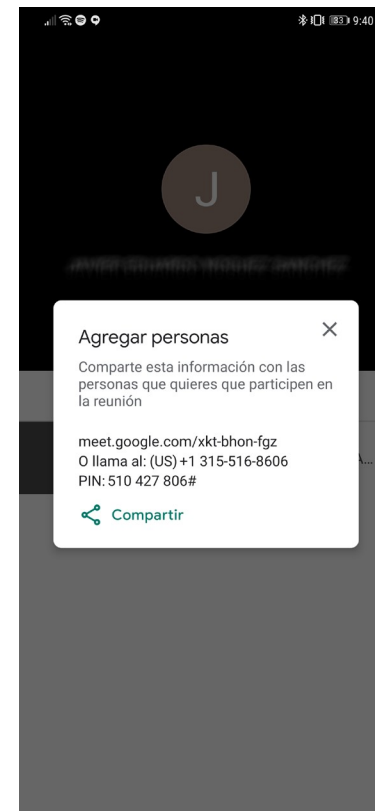 83 9:40
J
Agregar personas
Comparte esta información con las
personas que quieres que participen en
la reunión
meet.google.com/xkt-bhon-fgz
O llama al: (US) +1 315-516-8606
PIN: 510 427 806#
Compartir